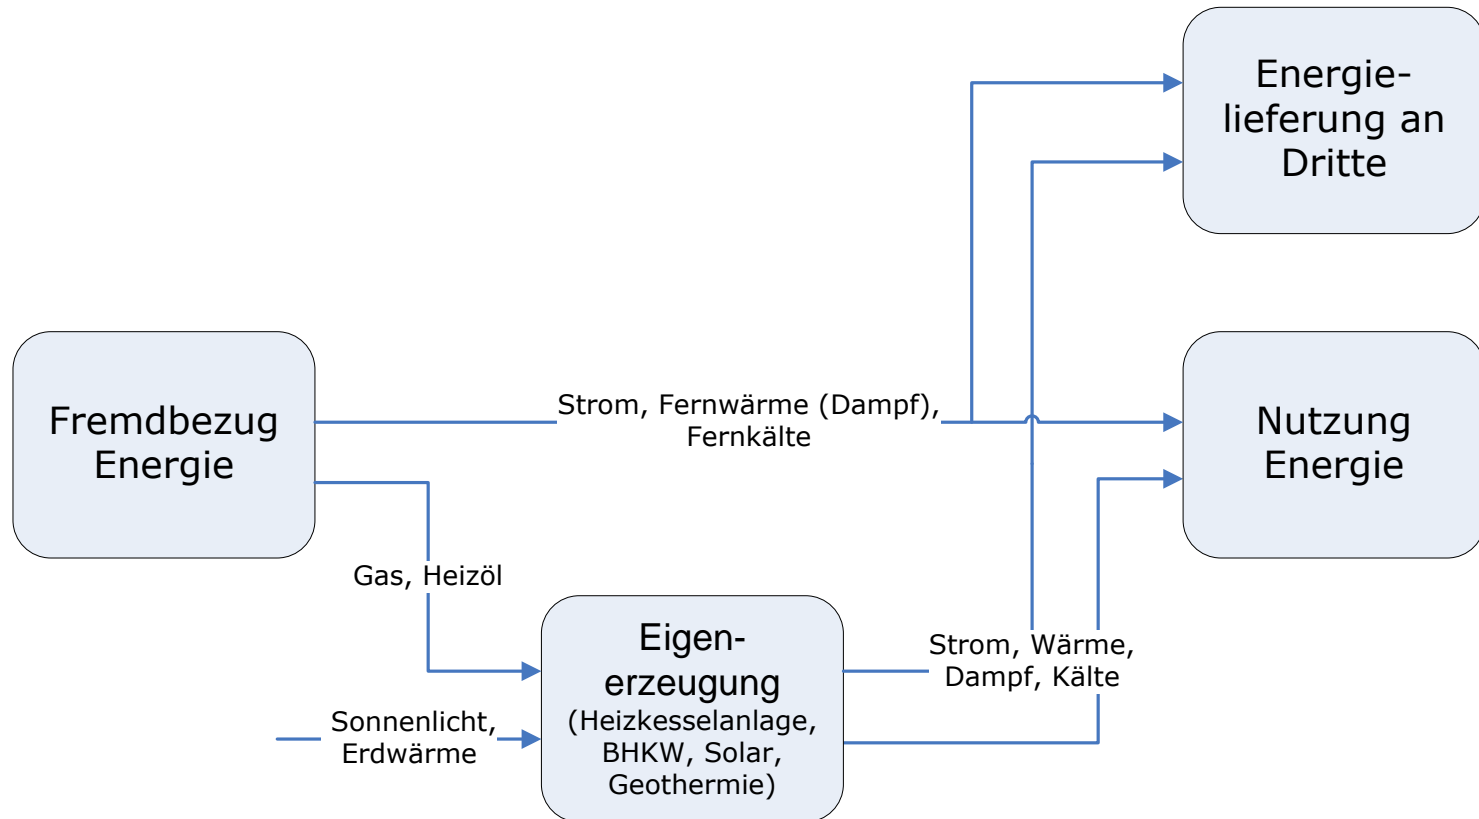 Energie-
lieferung an
Dritte
Fremdbezug
Energie
Strom, Fernwärme (Dampf),
Fernkälte
Nutzung
Energie
Gas, Heizöl
Eigen-
erzeugung
(Heizkesselanlage,
BHKW, Solar,
Geothermie)
Strom, Wärme,
Dampf, Kälte
Sonnenlicht,
Erdwärme